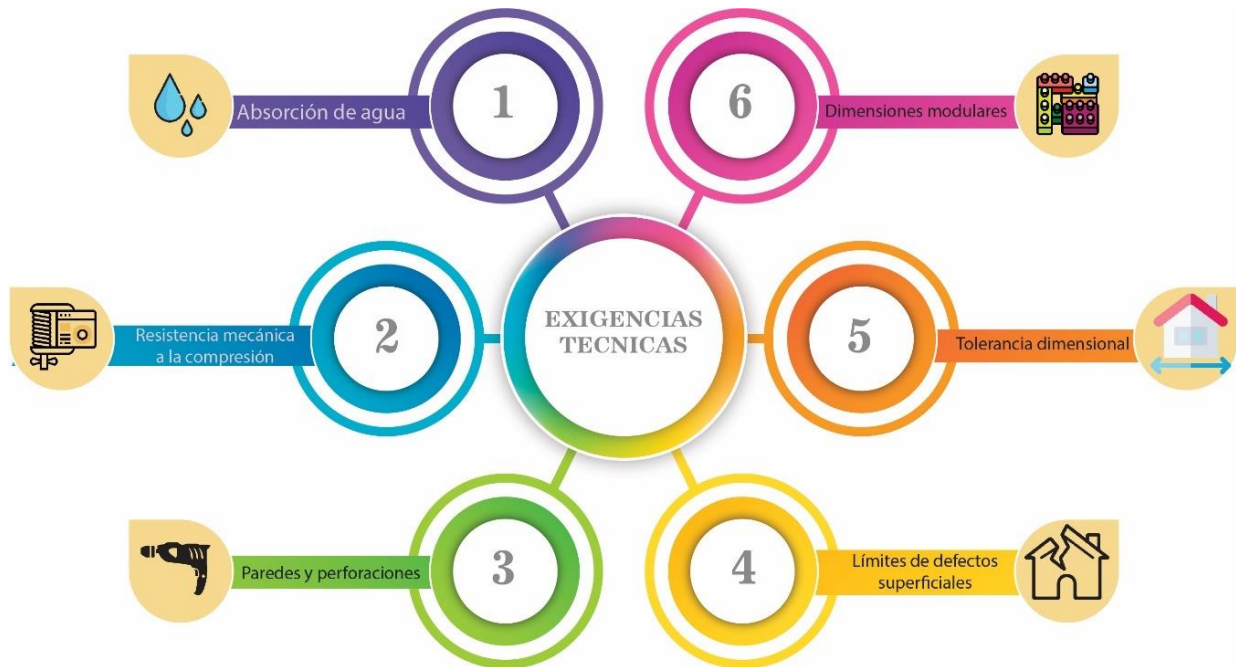 EXIGENCIAS
TECNICAS
1
Absorción de agua
2
Resistencia mecánica
a la compresión
3
Paredes y perforaciones
4
Límites de defectos
superficiales
5
Tolerancia dimensional
6
Dimensiones modulares